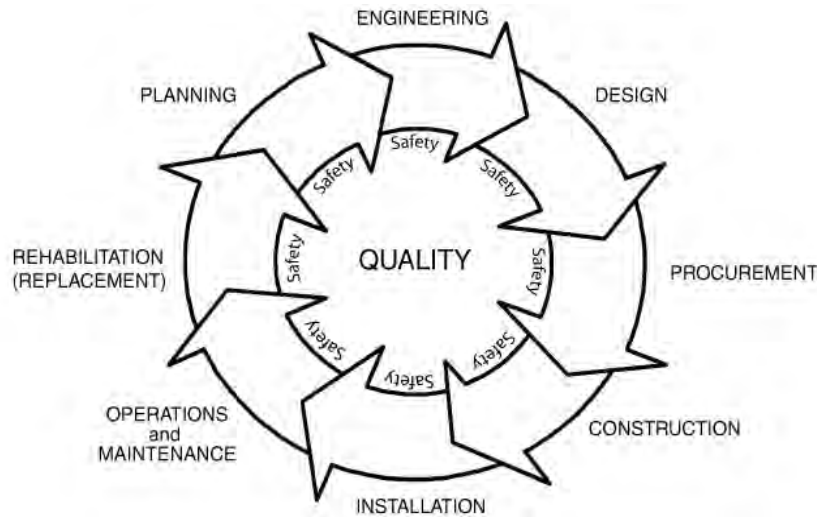 ENGINEERING
DESIGN
PROCUREMENT
CONSTRUCTION
INSTALLATION
OPERATIONS
and
MAINTENANCE
REHABILITATION
(REPLACEMENT)
PLANNING
Safety
Safety
Safety
Safety
Safety
Safety
Safety
Safety
QUALITY